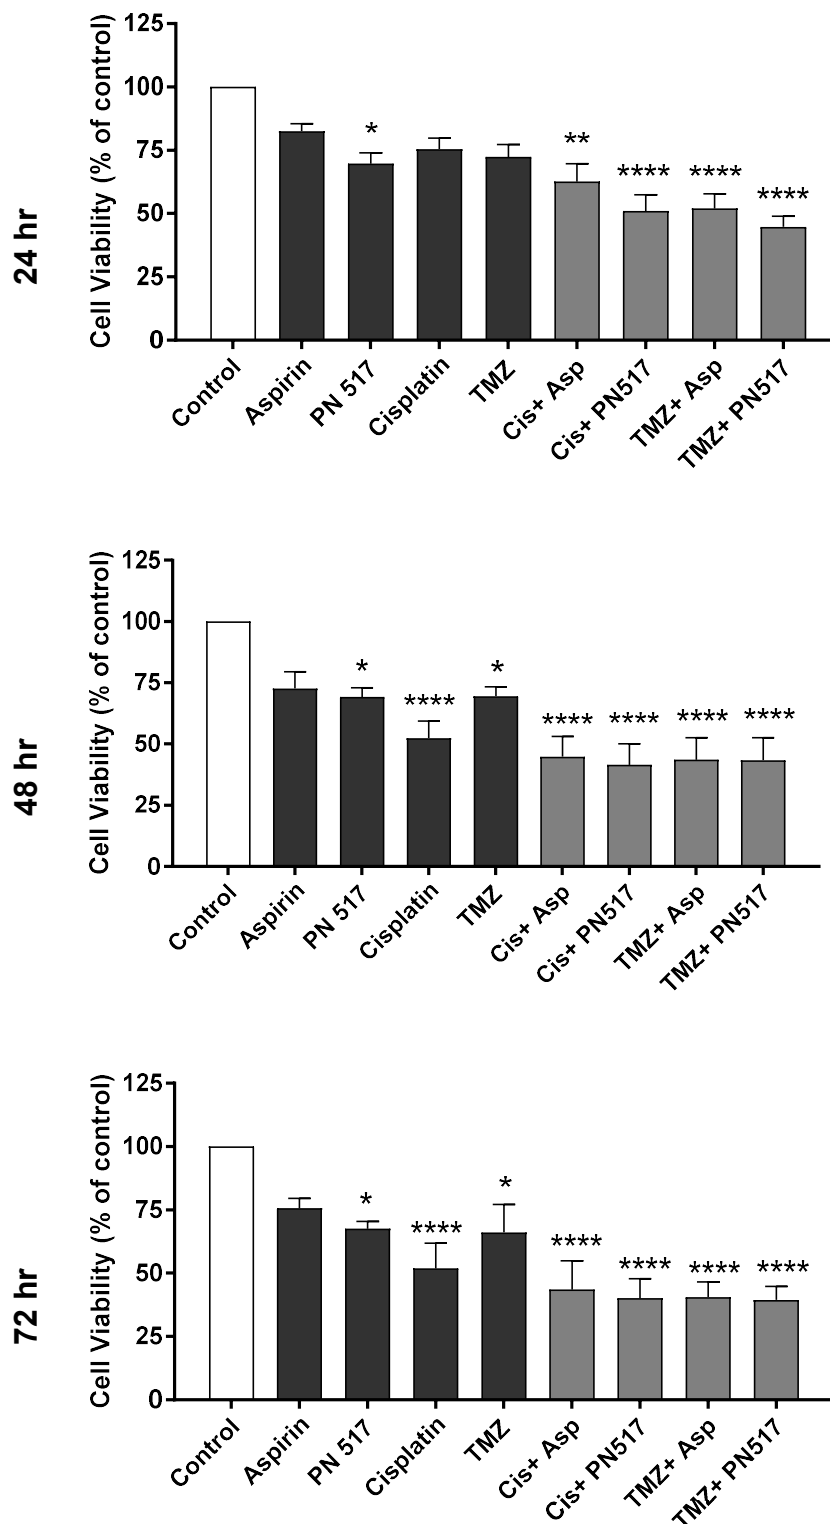 24 hr
Cell Viability (% of control)
125
100
75
50
25
0
*
**
****
****
****
Control
Aspirin
PN 517
Cisplatin
TMZ
Cis+ Asp
Cis+ PN517
TMZ+ Asp
TMZ+ PN517
48 hr
Cell Viability (% of control)
125
100
75
50
25
0
*
****
*
****
****
****
****
Control
Aspirin
PN 517
Cisplatin
TMZ
Cis+ Asp
Cis+ PN517
TMZ+ Asp
TMZ+ PN517
72 hr
Cell Viability (% of control)
125
100
75
50
25
0
*
****
*
****
****
****
****
Control
Aspirin
PN 517
Cisplatin
TMZ
Cis+ Asp
Cis+ PN517
TMZ+ Asp
TMZ+ PN517